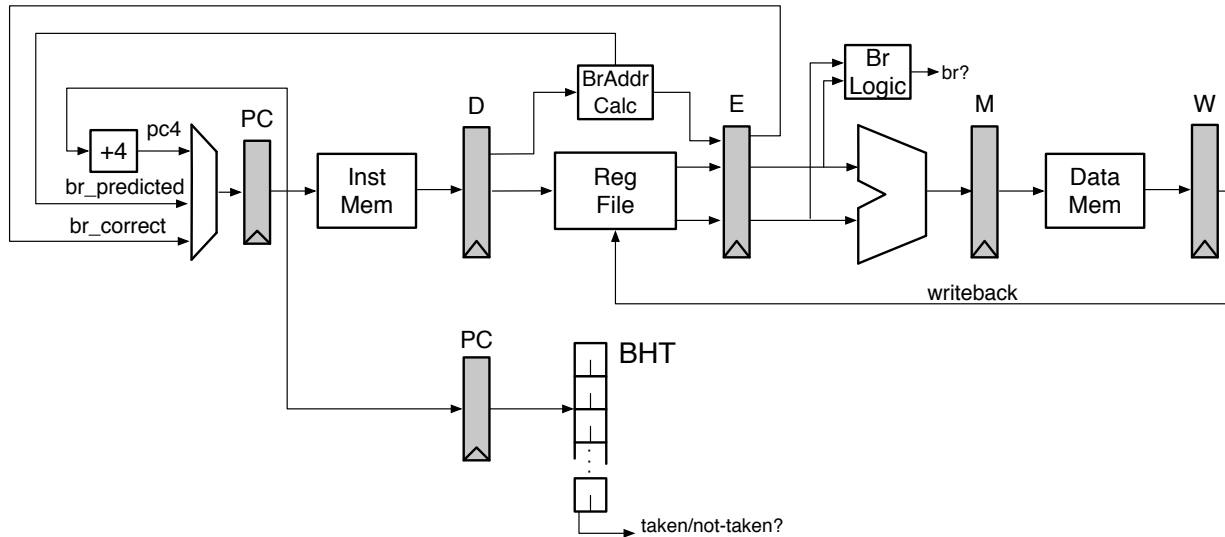 Br
Logic
br?
BrAddr
Calc
D
E
M
W
PC
pc4
+4
Inst
Mem
Reg
File
Data
Mem
br_predicted
br_correct
writeback
PC
BHT
taken/not-taken?